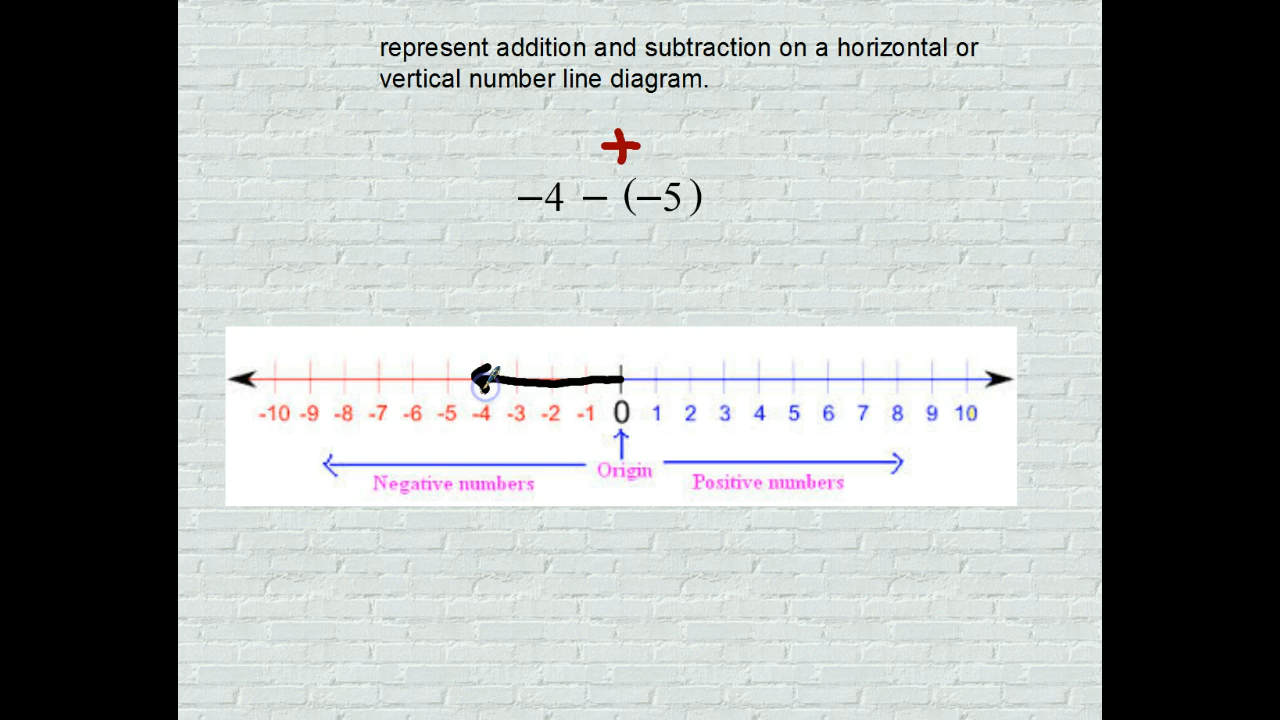 represent addition and subtraction on a horizontal or
vertical number line diagram.
+
−4 − (−5)
-10 -9 -8 -7 -6 -5 -4 -3 -2 -1 0 1 2 3 4 5 6 7 8 9 10
Negative numbers Origin Positive numbers